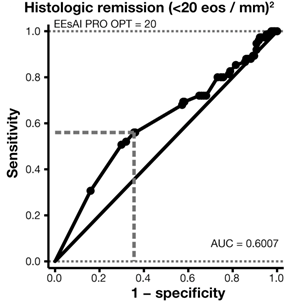 Histologic remission (<20 eos / mm)²
EEsAI PRO OPT = 20
1.0
0.8
0.6
0.4
0.2
0.0
Sensitivity
AUC = 0.6007
0.0 0.2 0.4 0.6 0.8 1.0
1 – specificity